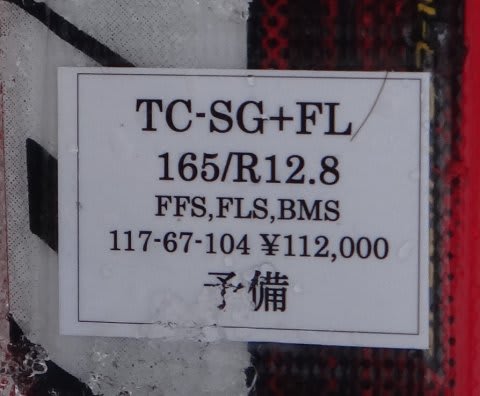 TC-SG+FL
165/R12.8
FFS,FLS,BMS
117-67-104 ¥112,000
予備